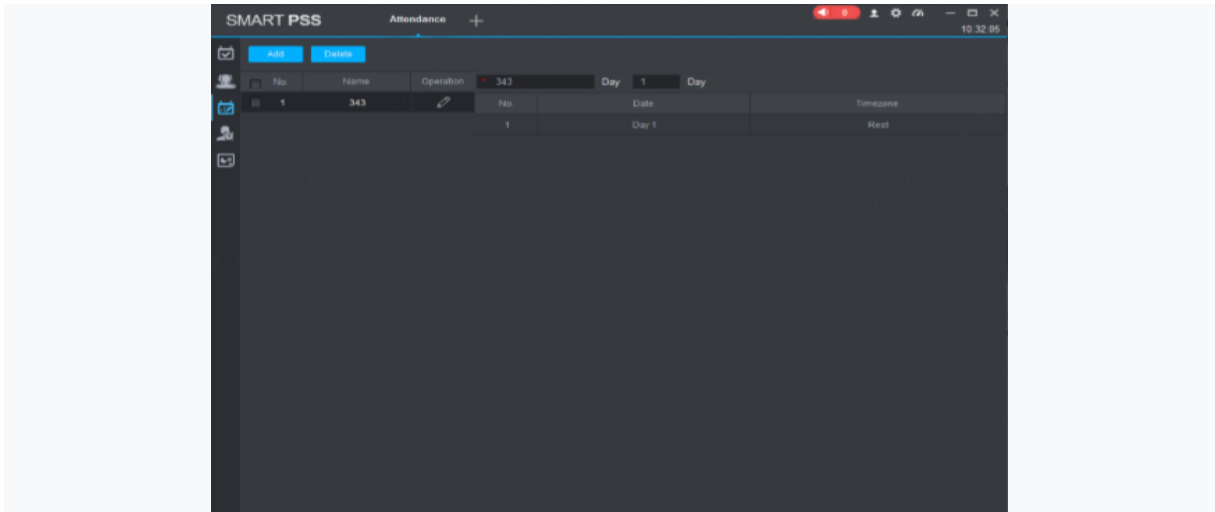 SMART PSS Attendance 0
10:32:05
Add Delete
No. Name Operation * 343 Day 1 Day
1 343 No. Date Timezone
1 Day 1 Rest